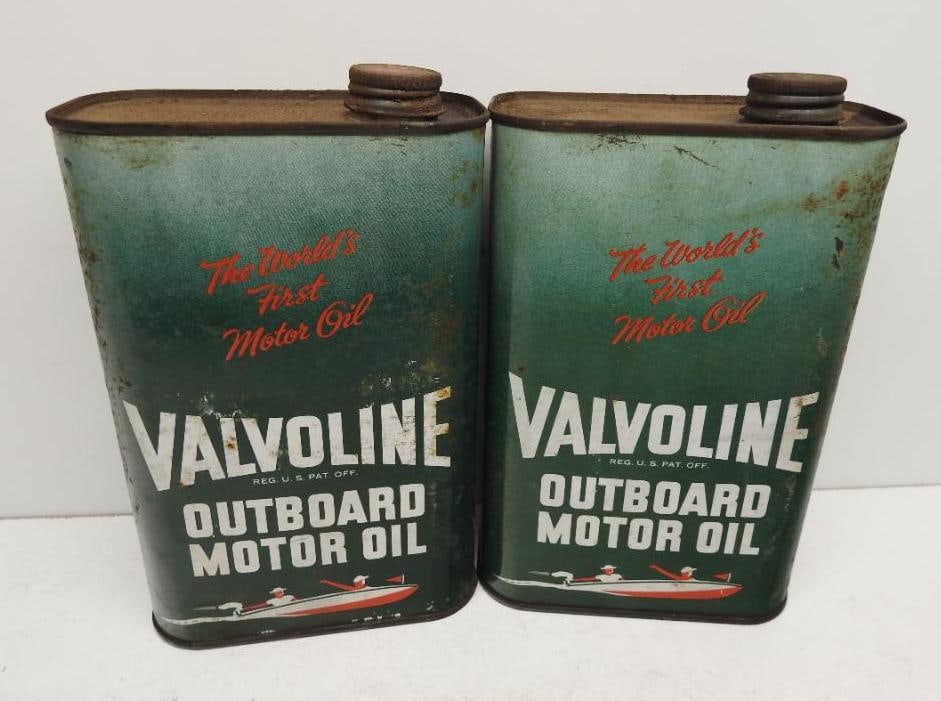 The World's
First
Motor Oil
VALVOLINE
REG. U. S. PAT. OFF.
OUTBOARD
MOTOR OIL
The World's
First
Motor Oil
VALVOLINE
REG. U. S. PAT. OFF.
OUTBOARD
MOTOR OIL